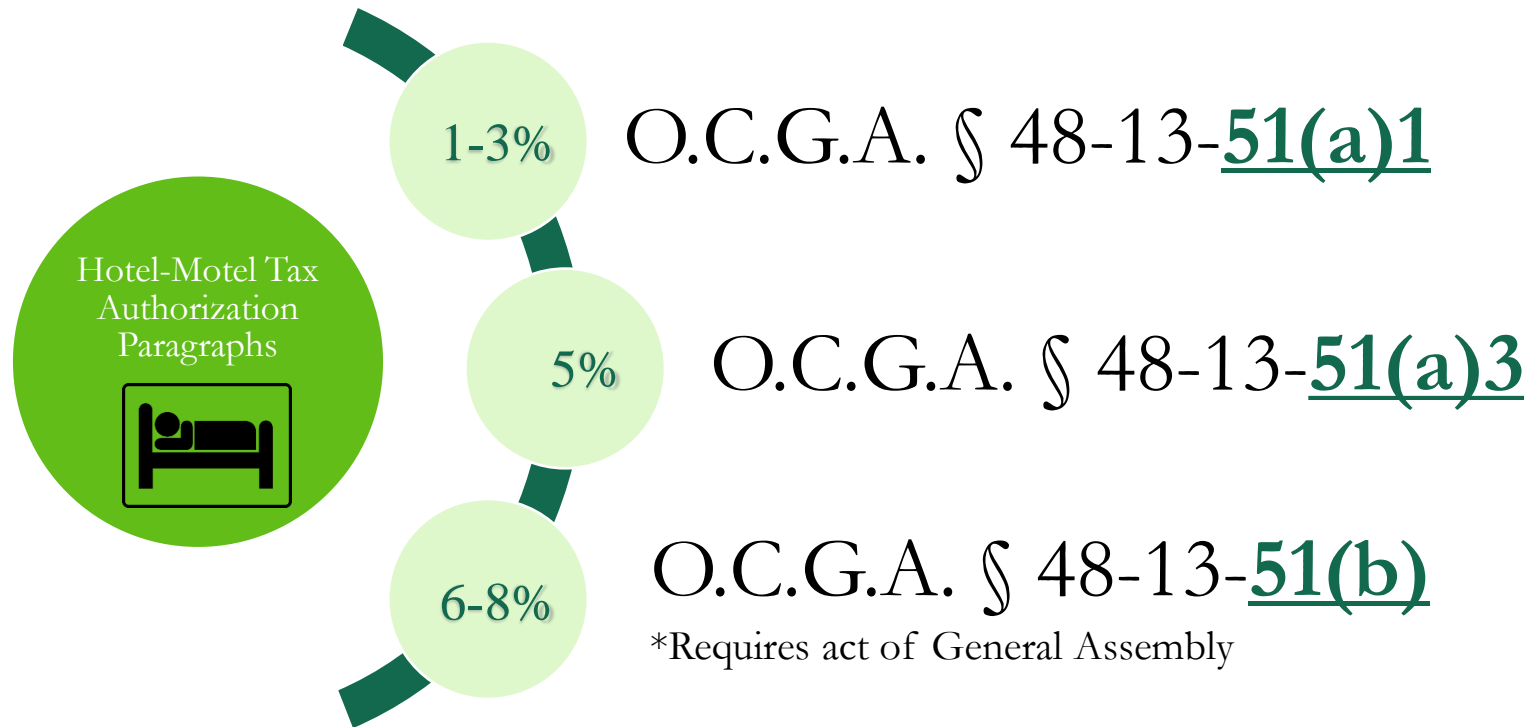 Hotel-Motel Tax
Authorization
Paragraphs
1-3%
O.C.G.A. § 48-13-51(a)1
5%
O.C.G.A. § 48-13-51(a)3
6-8%
O.C.G.A. § 48-13-51(b)
*Requires act of General Assembly